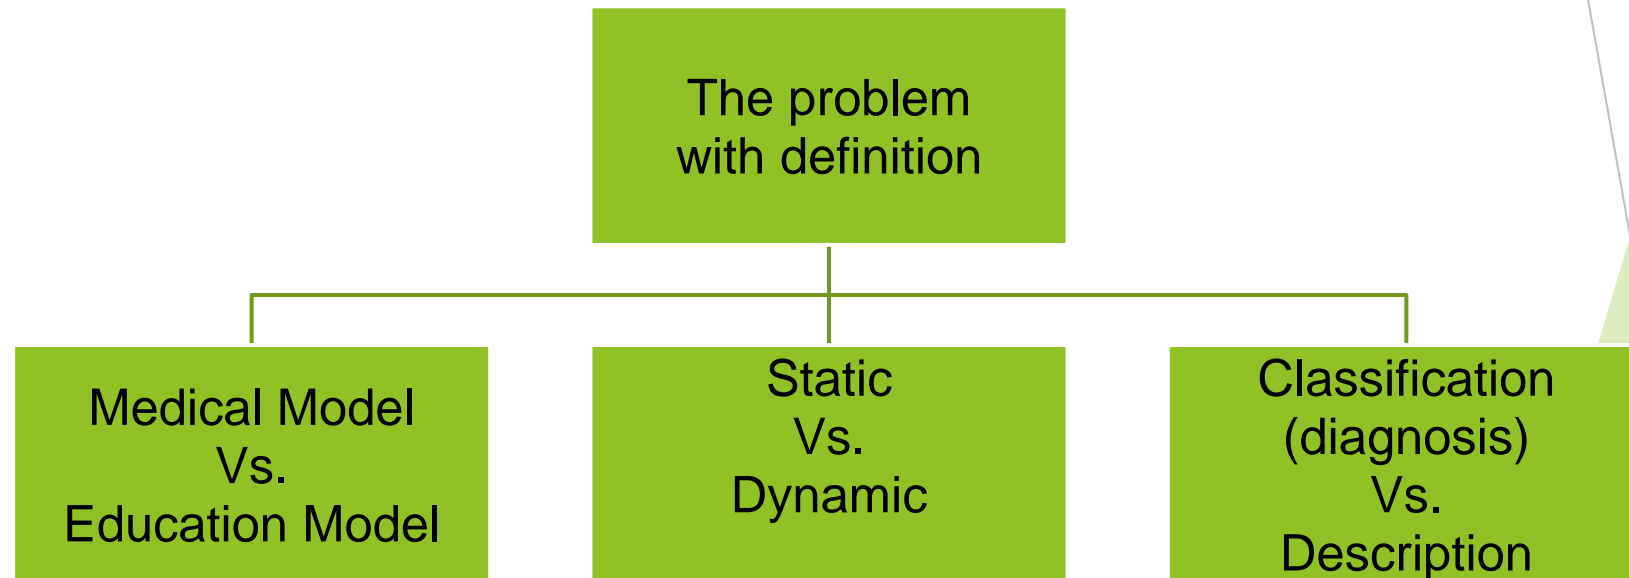 The problem
with definition
Medical Model
Vs.
Education Model
Static
Vs.
Dynamic
Classification
(diagnosis)
Vs.
Description